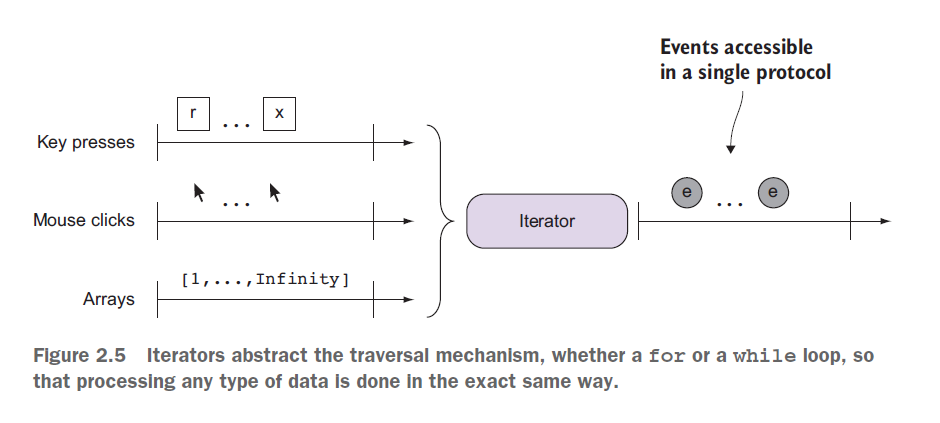 Events accessible
in a single protocol
r ... x
Key presses
Mouse clicks
...
Iterator
e ... e
[1,...,Infinity]
Arrays
Figure 2.5 Iterators abstract the traversal mechanism, whether a for or a while loop, so
that processing any type of data is done in the exact same way.